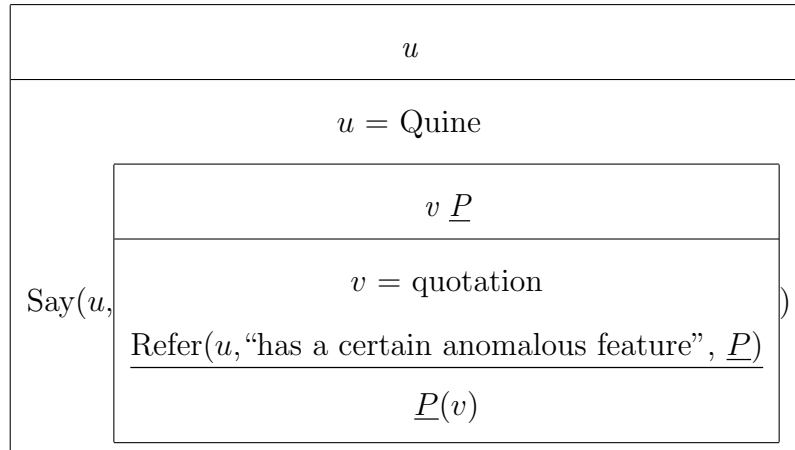 u
u = Quine
v P
v = quotation
Say(u, )
Refer(u,“has a certain anomalous feature”, P)
P(v)